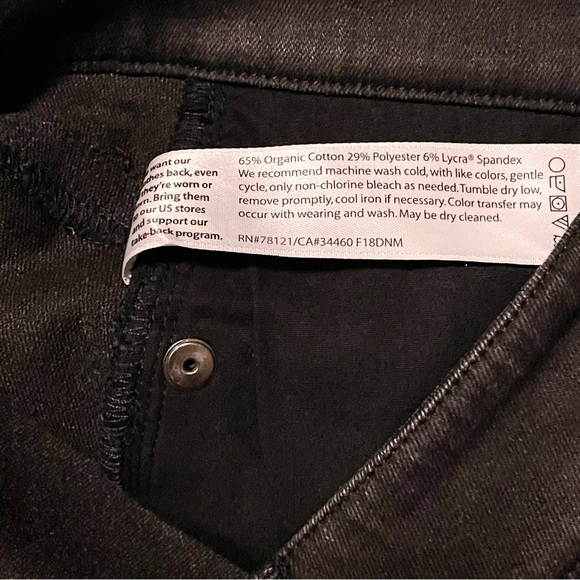 want our
clothes back, even
they're worn or
Bring them
our US stores
and support our
take-back program.
65% Organic Cotton 29% Polyester 6% Lycra® Spandex
We recommend machine wash cold, with like colors, gentle
cycle, only non-chlorine bleach as needed. Tumble dry low,
remove promptly, cool iron if necessary. Color transfer may
occur with wearing and wash. May be dry cleaned.
RN#78121/CA#34460 F18DNM